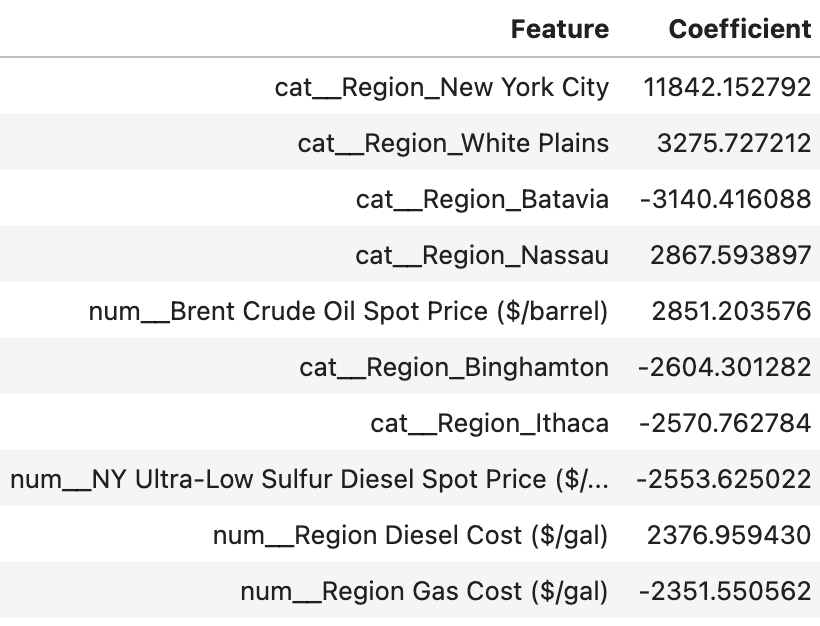 Feature Coefficient
cat__Region_New York City 11842.152792
cat__Region_White Plains 3275.727212
cat__Region_Batavia -3140.416088
cat__Region_Nassau 2867.593897
num__Brent Crude Oil Spot Price ($/barrel) 2851.203576
cat__Region_Binghamton -2604.301282
cat__Region_Ithaca -2570.762784
num__NY Ultra-Low Sulfur Diesel Spot Price ($/... -2553.625022
num__Region Diesel Cost ($/gal) 2376.959430
num__Region Gas Cost ($/gal) -2351.550562